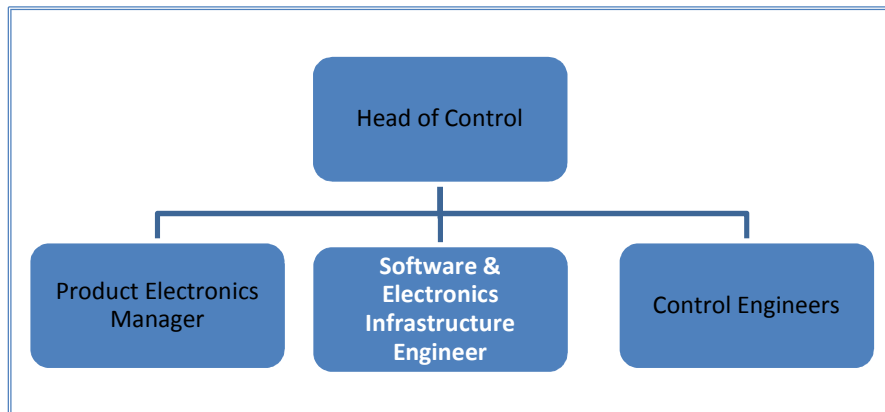 Head of Control
Product Electronics
Manager
Software &
Electronics
Infrastructure
Engineer
Control Engineers